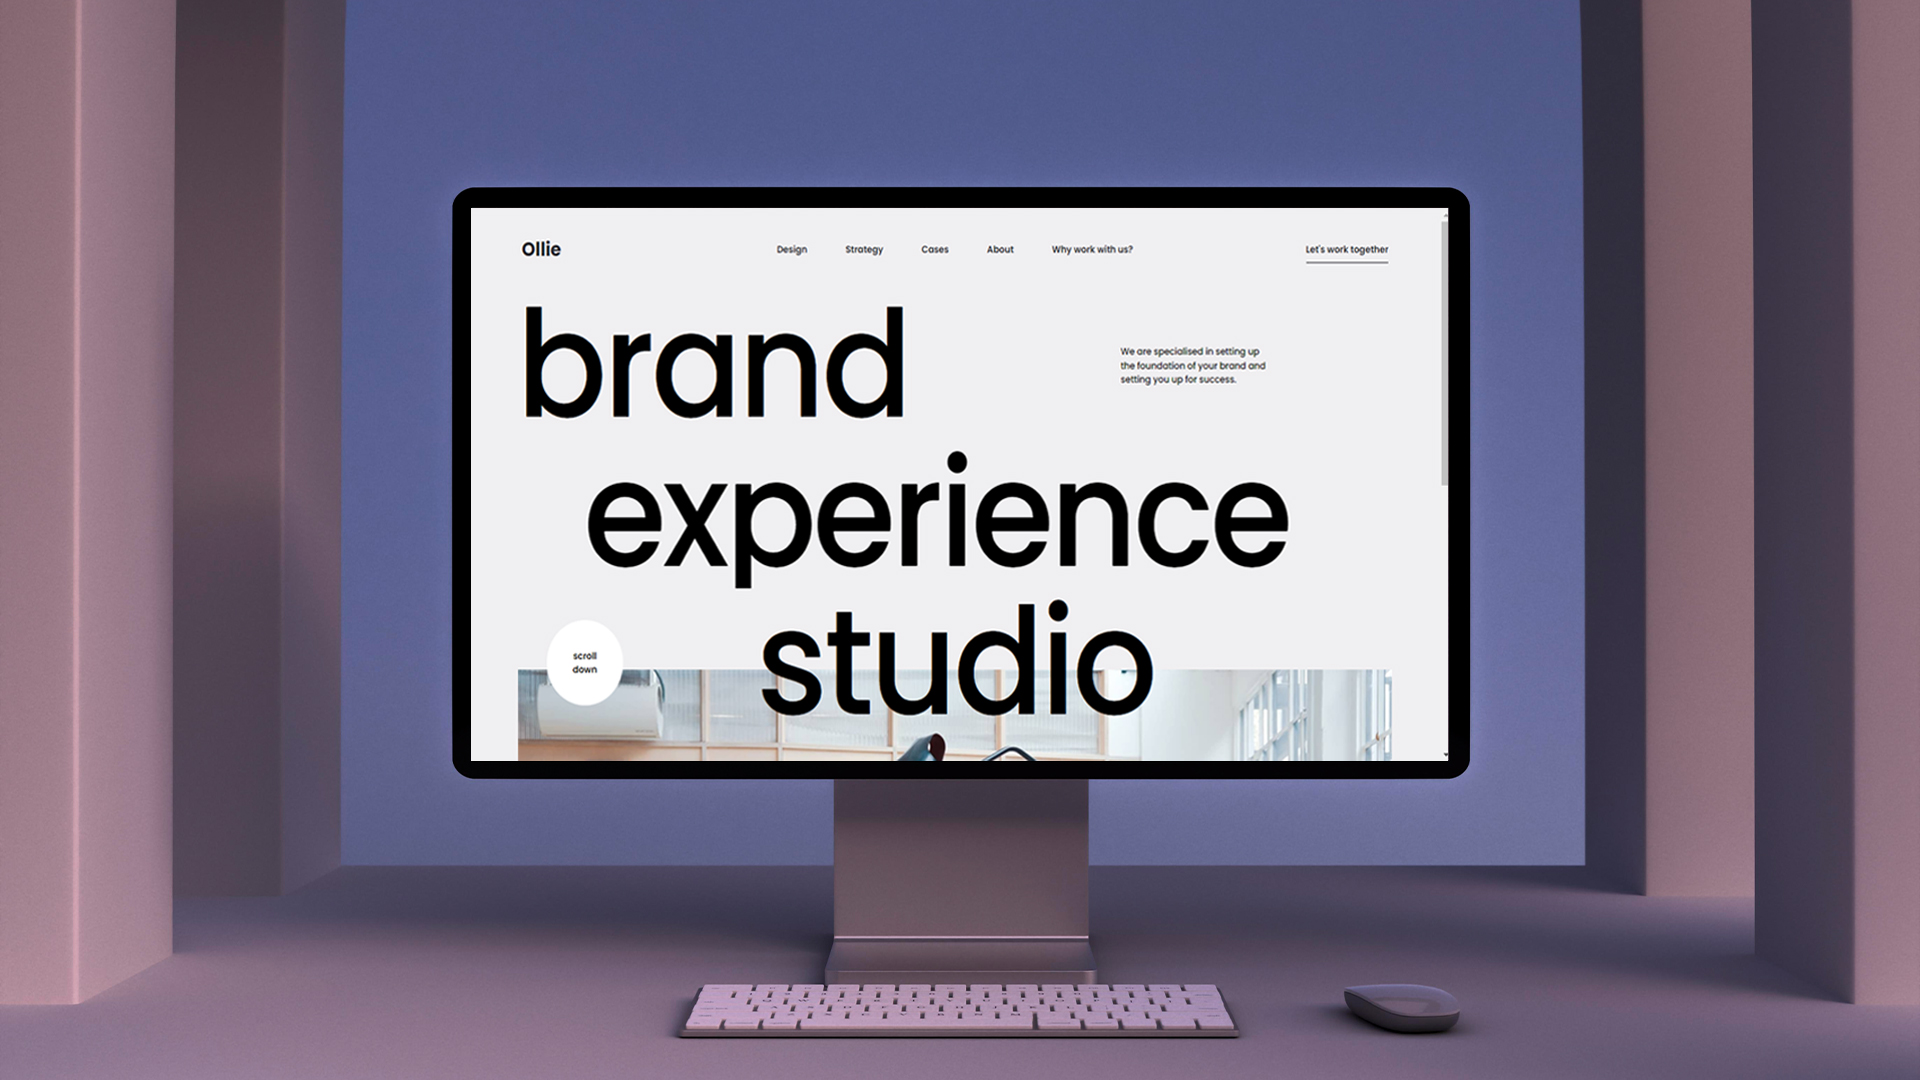 Ollie
Design
Strategy
Cases
About
Why work with us?
Let's work together
brand
We are specialised in setting up
the foundation of your brand and
setting you up for success.
experience
studio
scroll
down